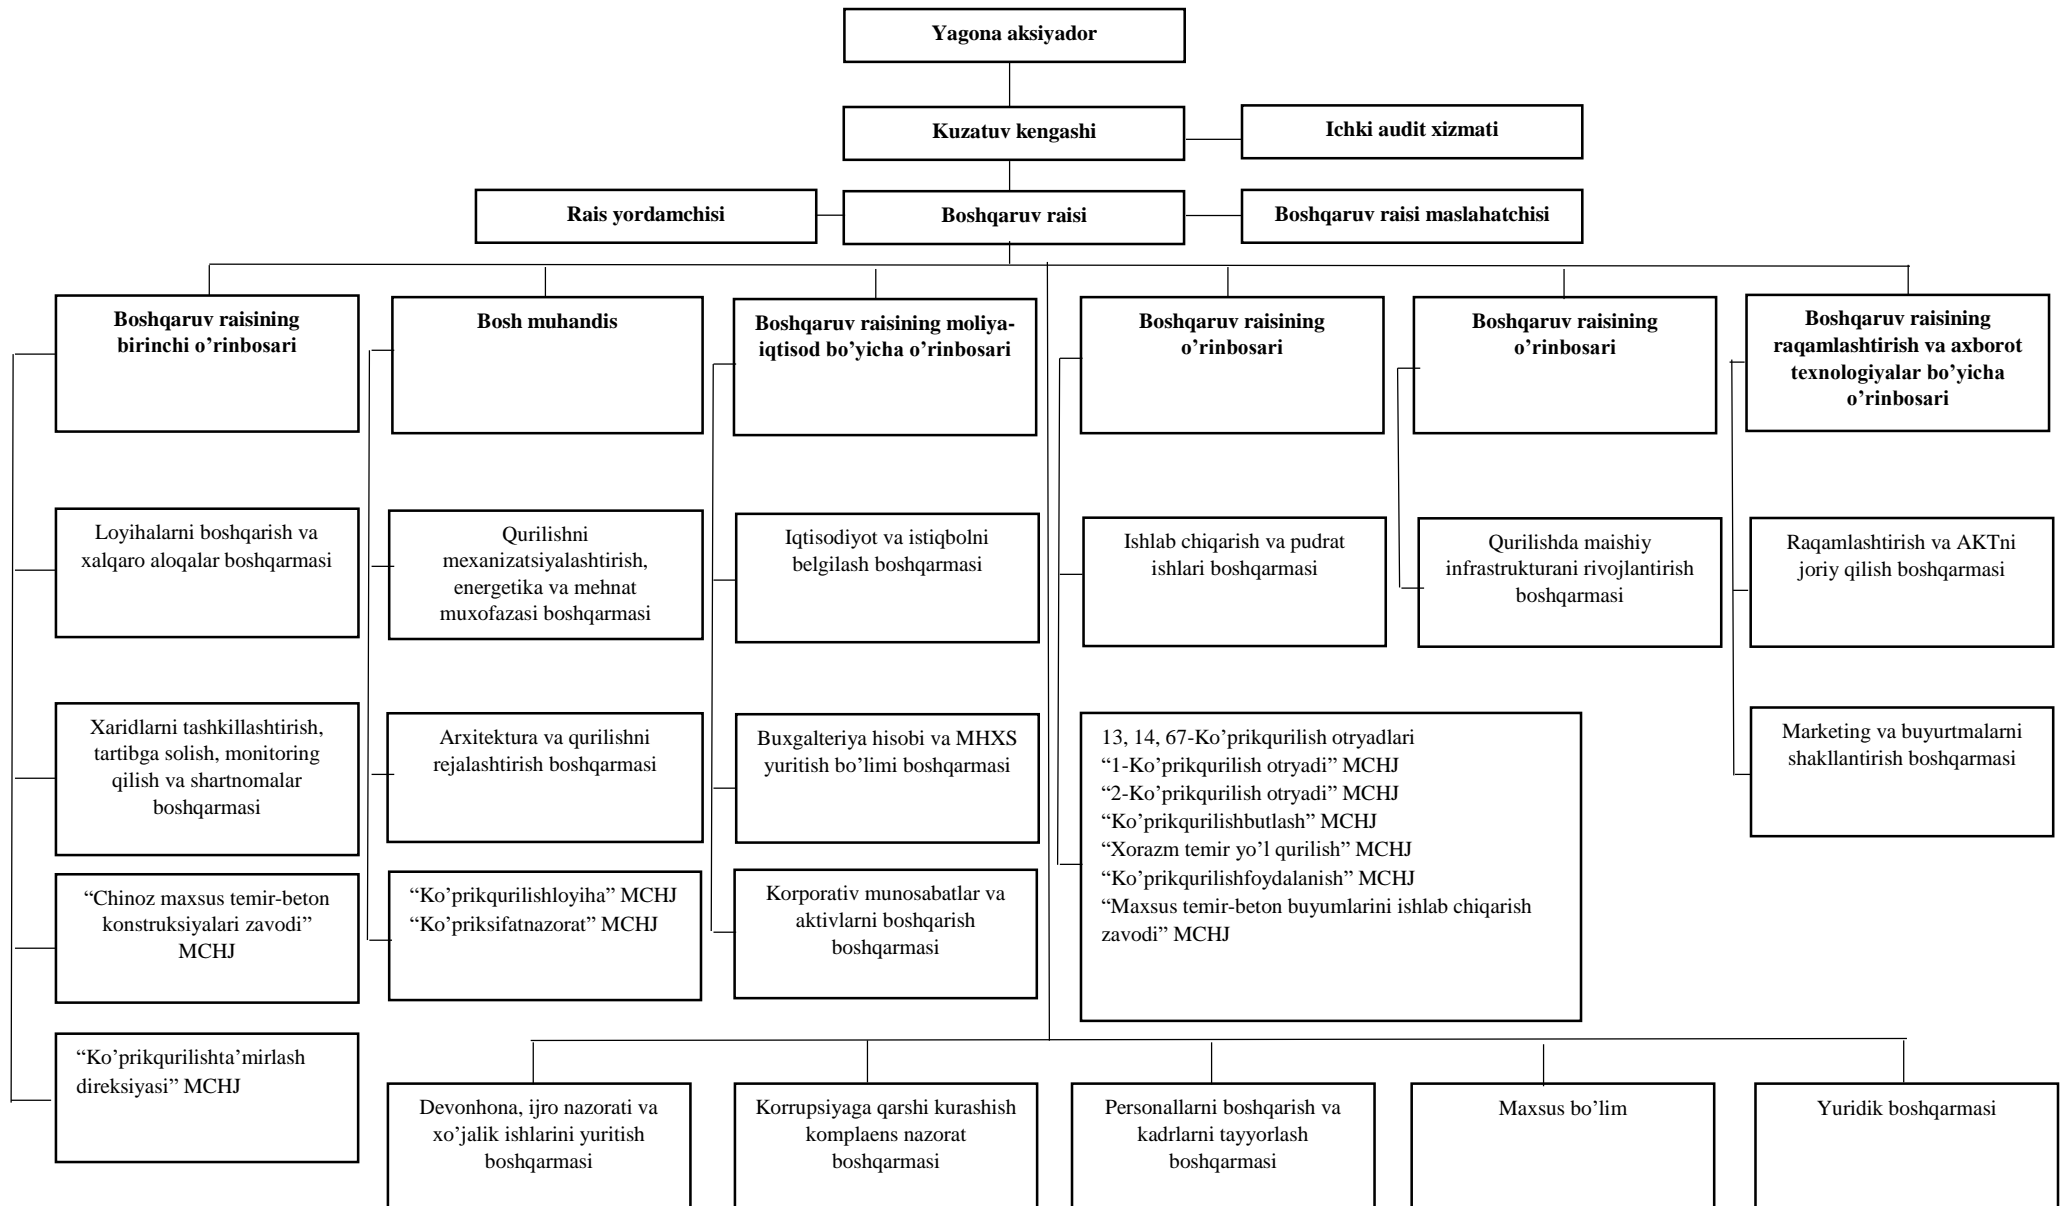 Yagona aksiyador
Kuzatuv kengashi
Ichki audit xizmati
Rais yordamchisi
Boshqaruv raisi
Boshqaruv raisi maslahatchisi
Boshqaruv raisining
birinchi o’rinbosari
Bosh muhandis
Boshqaruv raisining moliya-
iqtisod bo’yicha o’rinbosari
Boshqaruv raisining
o’rinbosari
Boshqaruv raisining
o’rinbosari
Boshqaruv raisining
raqamlashtirish va axborot
texnologiyalar bo’yicha
o’rinbosari
Loyihalarni boshqarish va
xalqaro aloqalar boshqarmasi
Qurilishni
mexanizatsiyalashtirish,
energetika va mehnat
muxofazasi boshqarmasi
Iqtisodiyot va istiqbolni
belgilash boshqarmasi
Ishlab chiqarish va pudrat
ishlari boshqarmasi
Qurilishda maishiy
infrastrukturani rivojlantirish
boshqarmasi
Raqamlashtirish va AKTni
joriy qilish boshqarmasi
Xaridlarni tashkillashtirish,
tartibga solish, monitoring
qilish va shartnomalar
boshqarmasi
Arxitektura va qurilishni
rejalashtirish boshqarmasi
Buxgalteriya hisobi va MHXS
yuritish bo’limi boshqarmasi
13, 14, 67-Ko’prikqurilish otryadlari
“1-Ko’prikqurilish otryadi” MCHJ
“2-Ko’prikqurilish otryadi” MCHJ
“Ko’prikqurilishbutlash” MCHJ
“Xorazm temir yo’l qurilish” MCHJ
“Ko’prikqurilishfoydalanish” MCHJ
“Maxsus temir-beton buyumlarini ishlab chiqarish
zavodi” MCHJ
Marketing va buyurtmalarni
shakllantirish boshqarmasi
“Chinoz maxsus temir-beton
konstruksiyalari zavodi”
MCHJ
“Ko’prikqurilishloyiha” MCHJ
“Ko’priksifatnazorat” MCHJ
Korporativ munosabatlar va
aktivlarni boshqarish
boshqarmasi
“Ko’prikqurilishta’mirlash
direksiyasi” MCHJ
Devonhona, ijro nazorati va
xo’jalik ishlarini yuritish
boshqarmasi
Korrupsiyaga qarshi kurashish
komplaens nazorat
boshqarmasi
Personallarni boshqarish va
kadrlarni tayyorlash
boshqarmasi
Maxsus bo’lim
Yuridik boshqarmasi